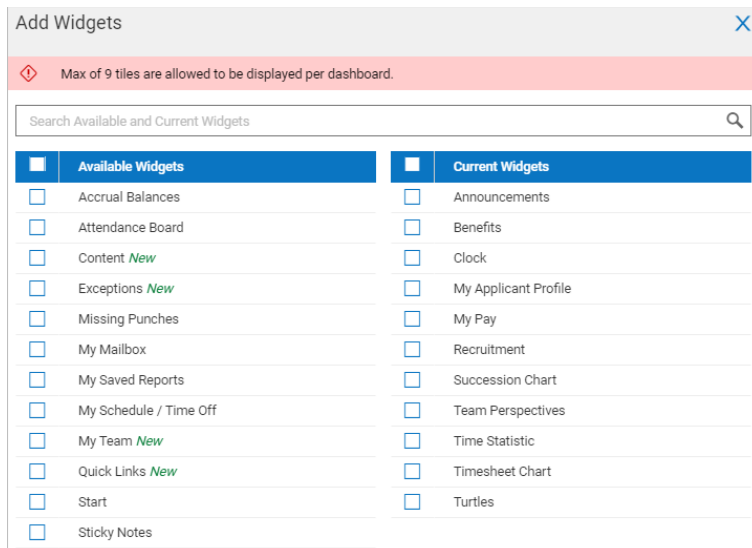 Add Widgets
X
Max of 9 tiles are allowed to be displayed per dashboard.
Search Available and Current Widgets
Available Widgets
Accrual Balances
Attendance Board
Content New
Exceptions New
Missing Punches
My Mailbox
My Saved Reports
My Schedule / Time Off
My Team New
Quick Links New
Start
Sticky Notes
Current Widgets
Announcements
Benefits
Clock
My Applicant Profile
My Pay
Recruitment
Succession Chart
Team Perspectives
Time Statistic
Timesheet Chart
Turtles